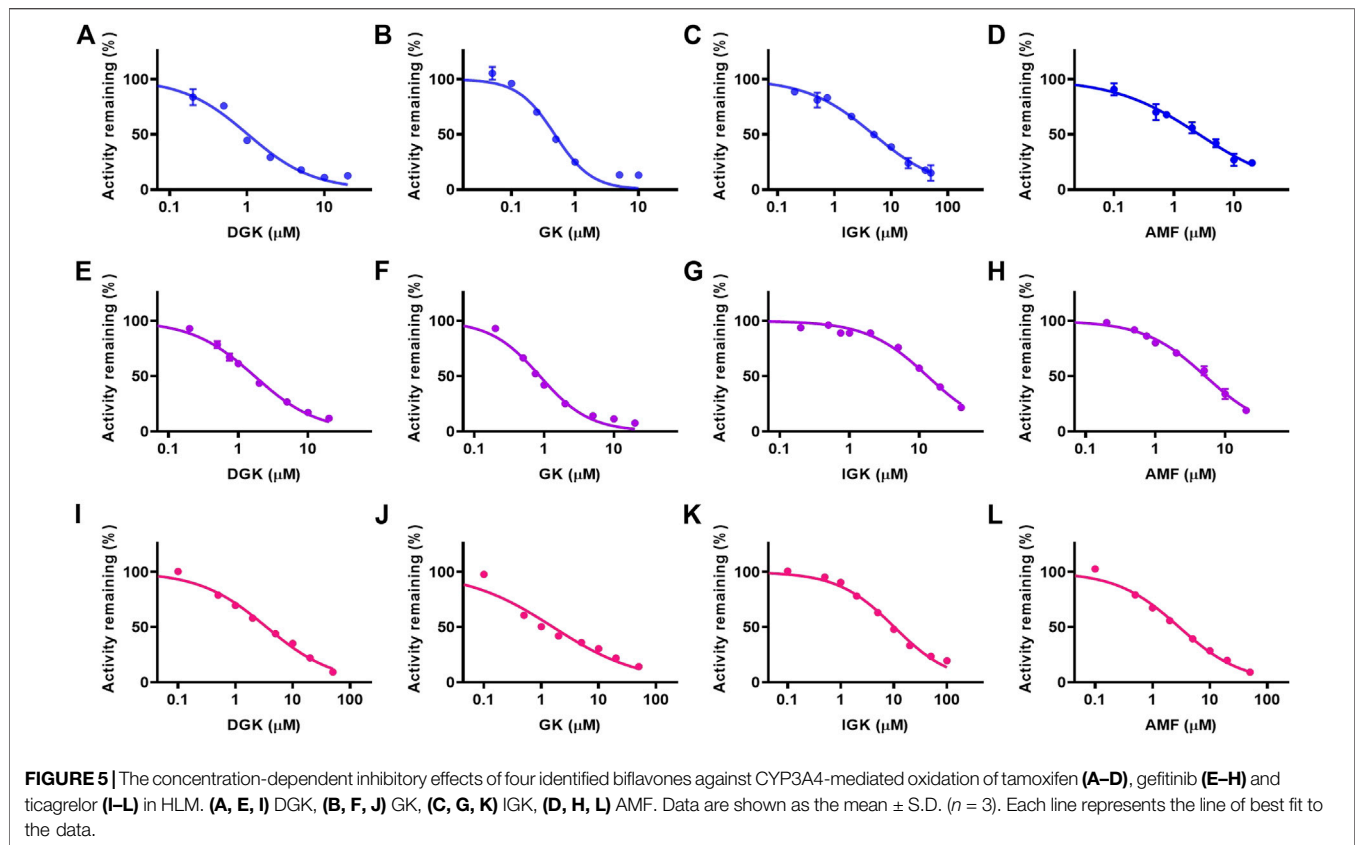 A
B
C
D
Activity remaining (%)
100
50
0
0.1 1 10
DGK (μM)
Activity remaining (%)
100
50
0
0.1 1 10
GK (μM)
Activity remaining (%)
100
50
0
0.1 1 10 100
IGK (μM)
Activity remaining (%)
100
50
0
0.1 1 10
AMF (μM)
E
F
G
H
Activity remaining (%)
100
50
0
0.1 1 10
DGK (μM)
Activity remaining (%)
100
50
0
0.1 1 10
GK (μM)
Activity remaining (%)
100
50
0
0.1 1 10
IGK (μM)
Activity remaining (%)
100
50
0
0.1 1 10
AMF (μM)
I
J
K
L
Activity remaining (%)
100
50
0
0.1 1 10 100
DGK (μM)
Activity remaining (%)
100
50
0
0.1 1 10 100
GK (μM)
Activity remaining (%)
100
50
0
0.1 1 10 100
IGK (μM)
Activity remaining (%)
100
50
0
0.1 1 10 100
AMF (μM)
FIGURE 5 | The concentration-dependent inhibitory effects of four identified biflavones against CYP3A4-mediated oxidation of tamoxifen (A–D), gefitinib (E–H) and
ticagrelor (I–L) in HLM. (A, E, I) DGK, (B, F, J) GK, (C, G, K) IGK, (D, H, L) AMF. Data are shown as the mean ± S.D. (n = 3). Each line represents the line of best fit to
the data.